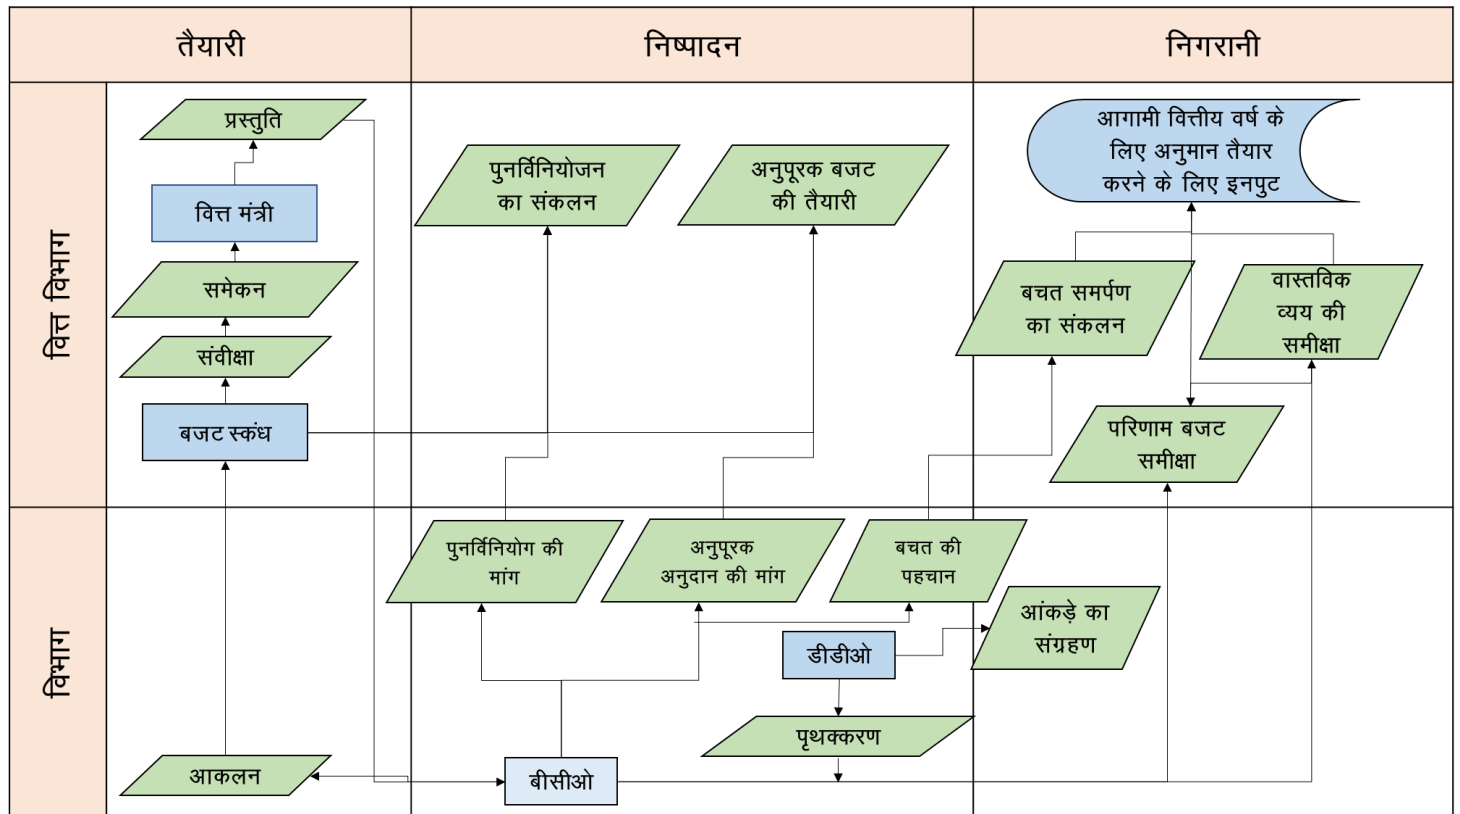 तैयारी
निष्पादन
निगरानी
वित्त विभाग
प्रस्तुति
वित्त मंत्री
समेकन
संवीक्षा
बजट स्कंध
पुनर्विनियोजन
का संकलन
अनुपूरक बजट
की तैयारी
आगामी वित्तीय वर्ष के
लिए अनुमान तैयार
करने के लिए इनपुट
बचत समर्पण
का संकलन
वास्तविक
व्यय की
समीक्षा
परिणाम बजट
समीक्षा
विभाग
आकलन
पुनर्विनियोग की
मांग
अनुपूरक
अनुदान की मांग
बचत की
पहचान
डीडीओ
आंकड़े का
संग्रहण
पृथक्करण
बीसीओ